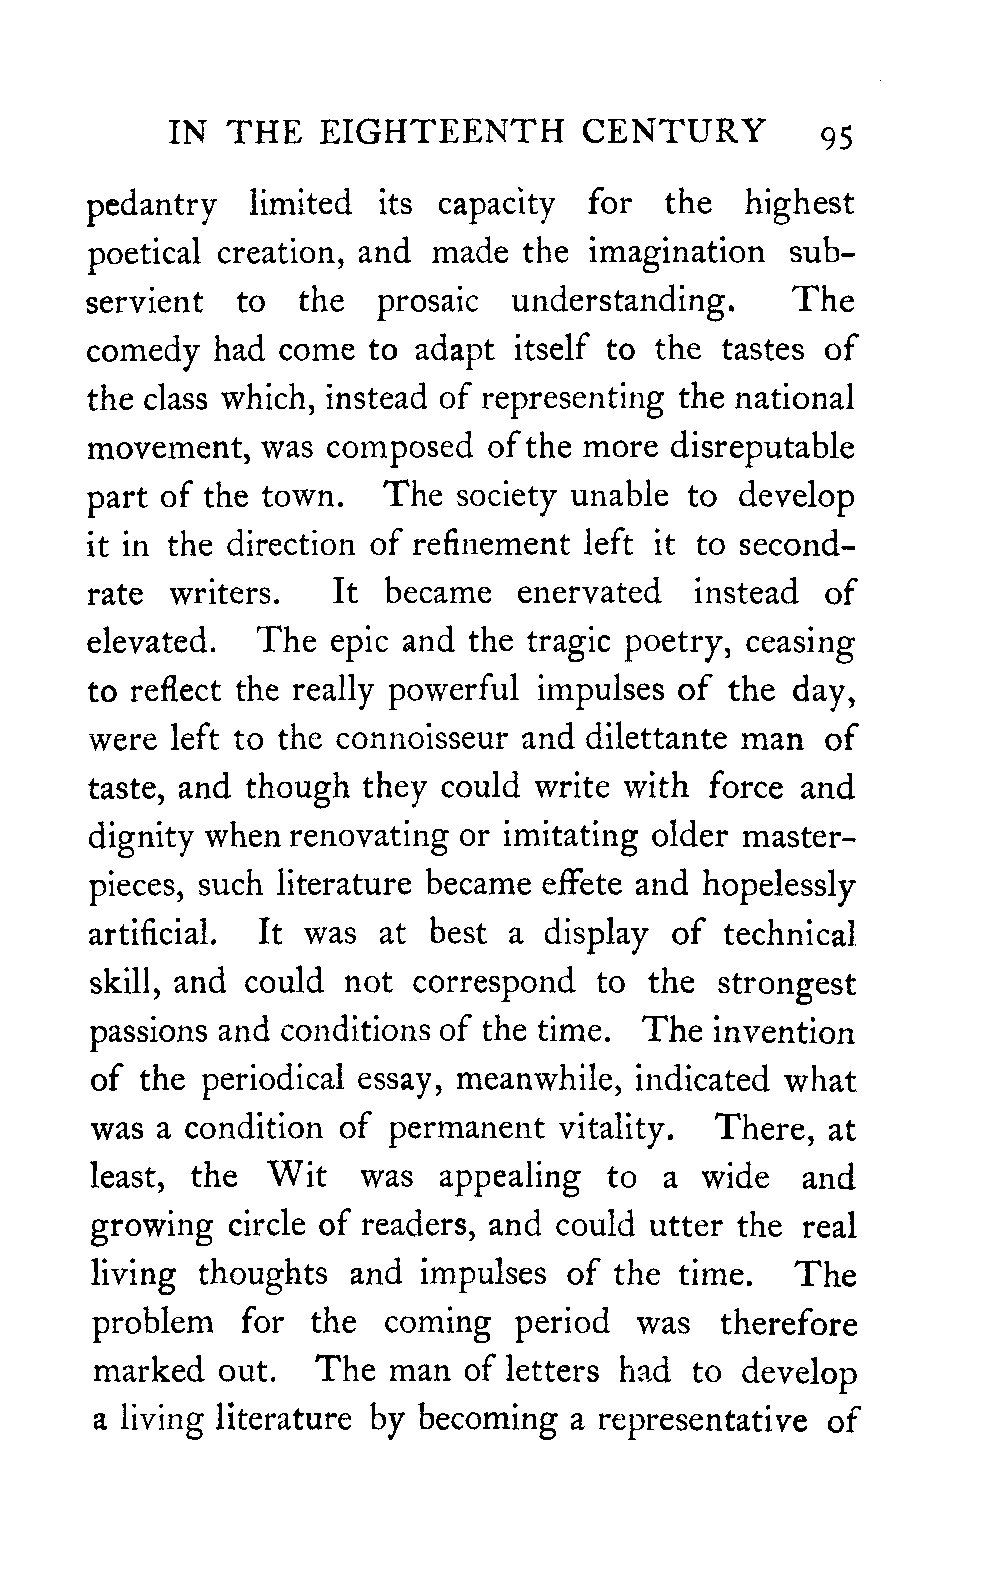 IN THE EIGHTEENTH CENTURY 95
pedantry limited its capacity for the highest
poetical creation, and made the imagination sub-
servient to the prosaic understanding. The
comedy had come to adapt itself to the tastes of
the class which, instead of representing the national
movement, was composed of the more disreputable
part of the town. The society unable to develop
it in the direction of refinement left it to second-
rate writers. It became enervated instead of
elevated. The epic and the tragic poetry, ceasing
to reflect the really powerful impulses of the day,
were left to the connoisseur and dilettante man of
taste, and though they could write with force and
dignity when renovating or imitating older master-
pieces, such literature became effete and hopelessly
artificial. It was at best a display of technical
skill, and could not correspond to the strongest
passions and conditions of the time. The invention
of the periodical essay, meanwhile, indicated what
was a condition of permanent vitality. There, at
least, the Wit was appealing to a wide and
growing circle of readers, and could utter the real
living thoughts and impulses of the time. The
problem for the coming period was therefore
marked out. The man of letters had to develop
a living literature by becoming a representative of